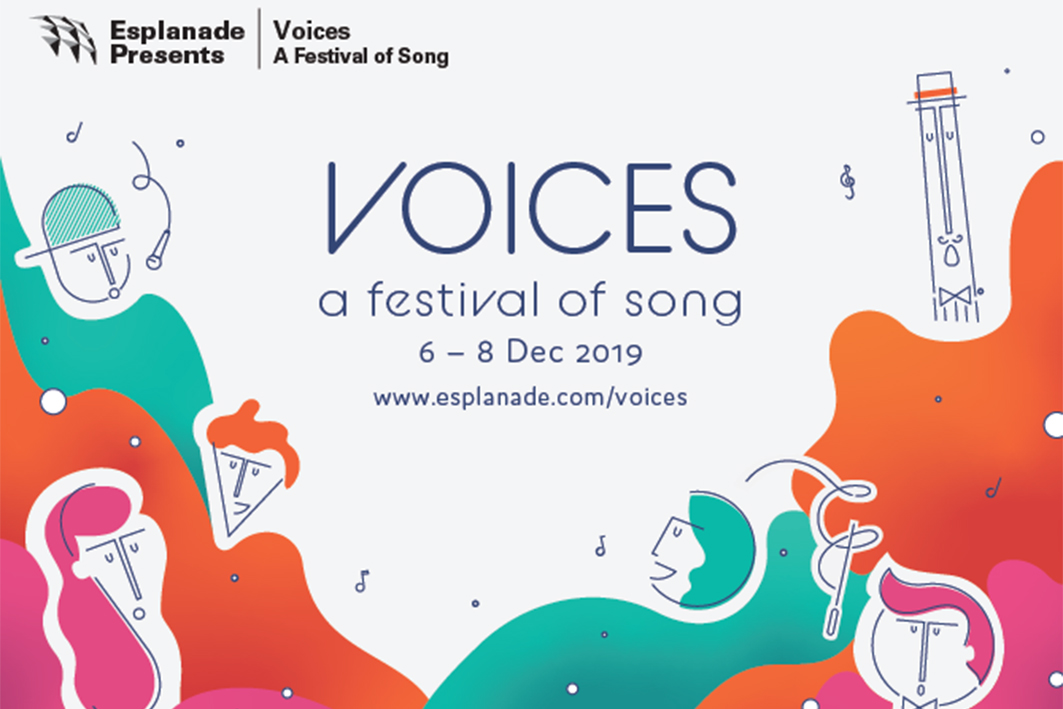 Esplanade
Presents
Voices
A Festival of Song
VOICES
a festival of song
6 – 8 Dec 2019
www.esplanade.com/voices